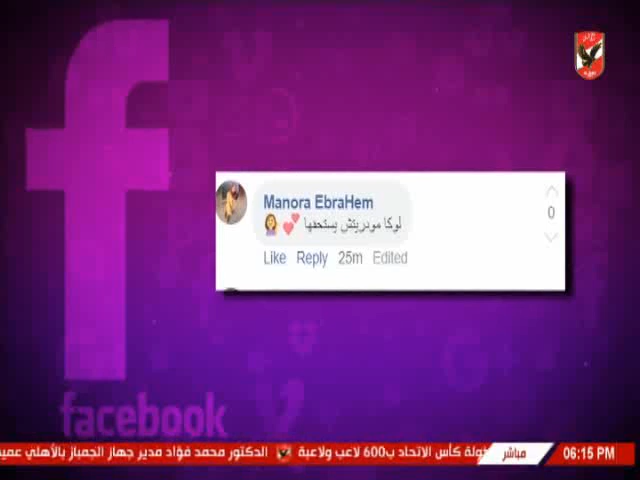 Manora EbraHem
لوكا مودريتش يستحقها
0
Like Reply 25m Edited
facebook
ولة كأس الاتحاد ب600 لاعب ولاعبة الدكتور محمد فؤاد مدير جهاز الجمباز بالأهلي
مباشر
06:15 PM